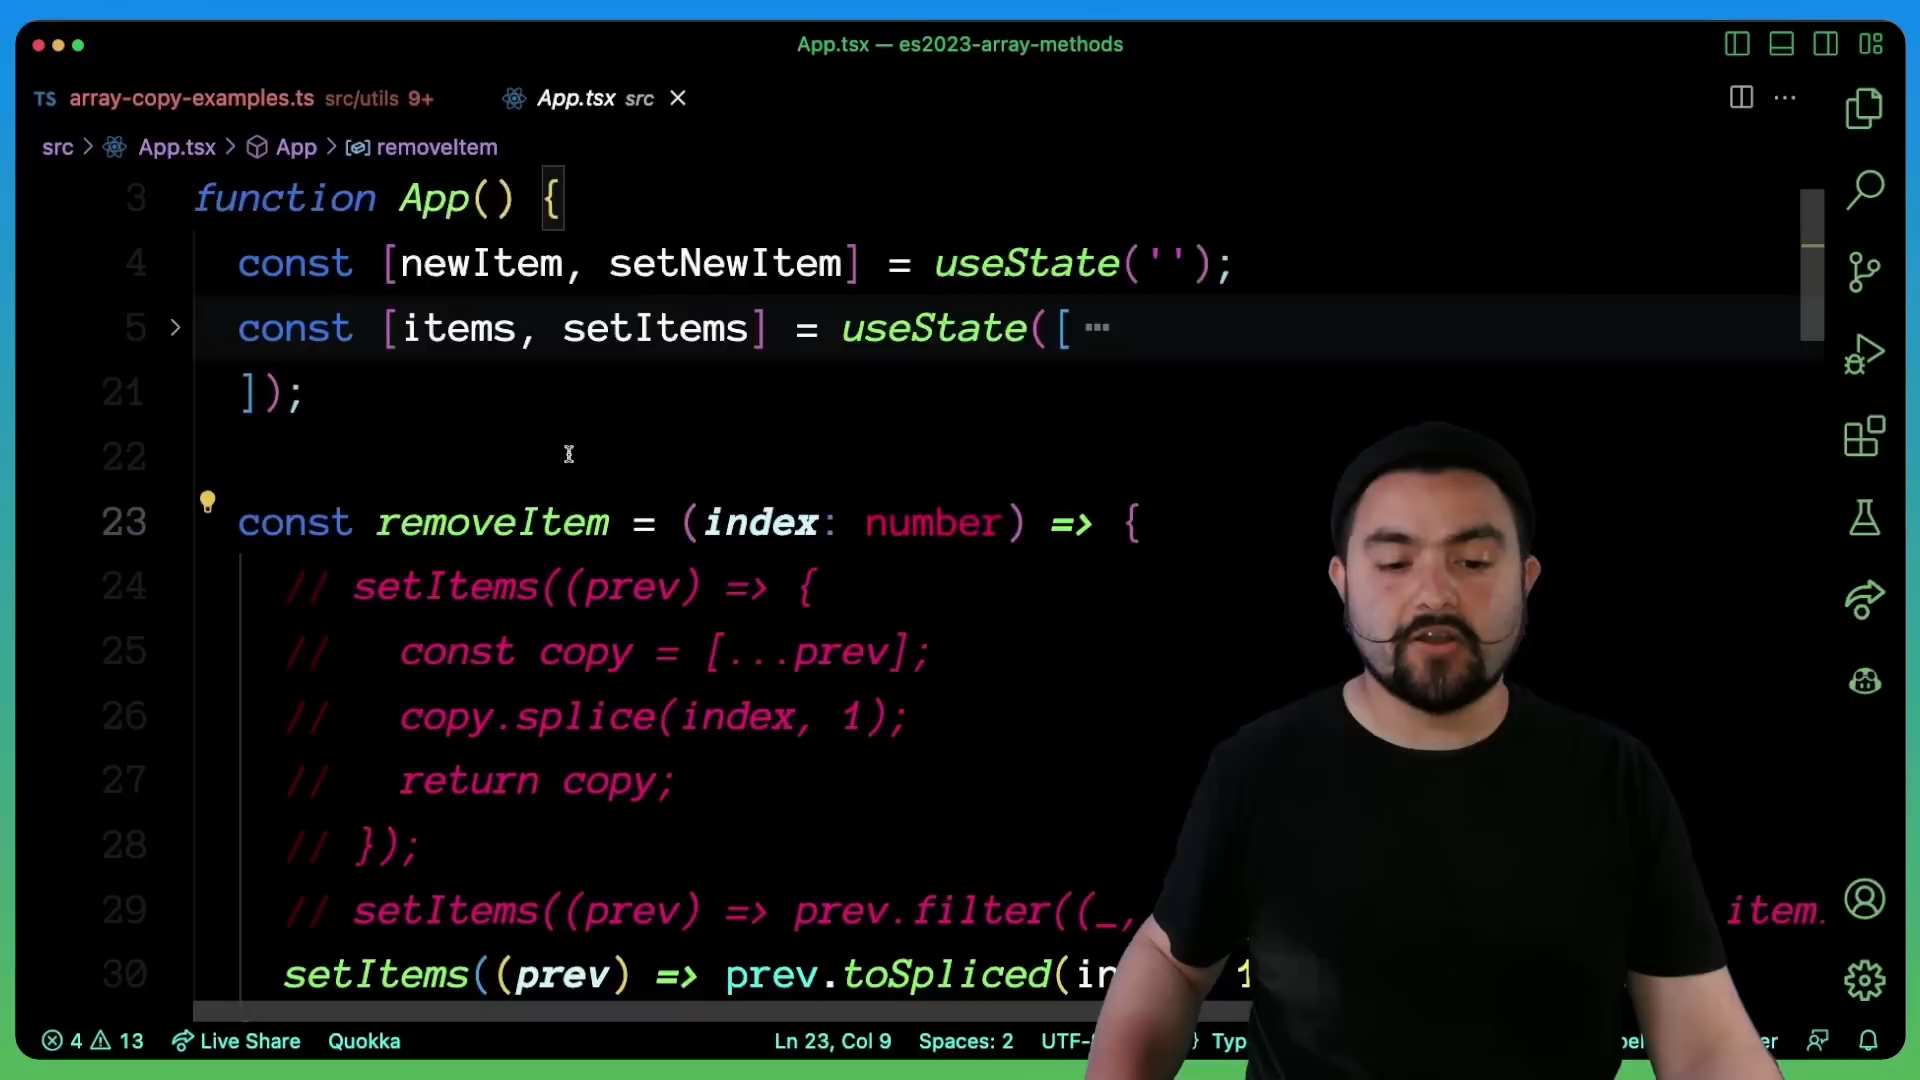 App.tsx — es2023-array-methods
TS array-copy-examples.ts src/utils 9+ App.tsx src
src > App.tsx > App > removeItem
3 function App() {
4 const [newItem, setNewItem] = useState('');
5 const [items, setItems] = useState([ ···
21 ]);
22
23 const removeItem = (index: number) => {
24 // setItems((prev) => {
25 // const copy = [...prev];
26 // copy.splice(index, 1);
27 // return copy;
28 // });
29 // setItems((prev) => prev.filter((_, item.
30 setItems((prev) => prev.toSpliced( 1
4 13 Live Share Quokka Ln 23, Col 9 Spaces: 2